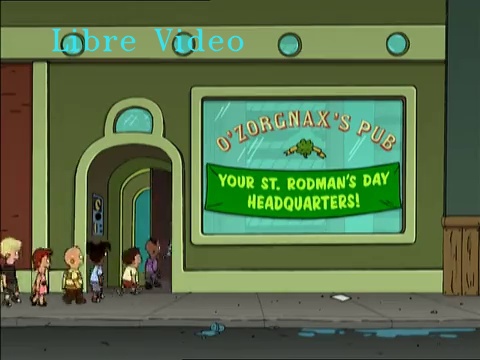 Libre Video
O'ZORGNAX'S PUB
YOUR ST. RODMAN'S DAY
HEADQUARTERS!